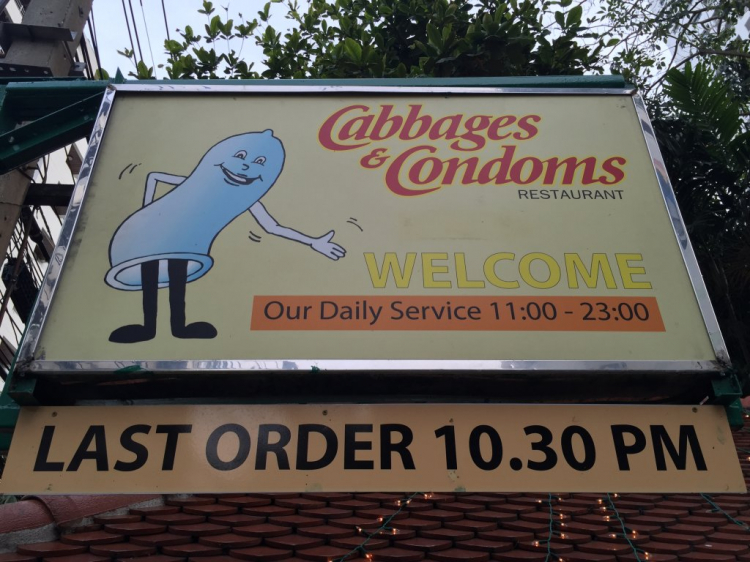 Cabbages
& Condoms
RESTAURANT
WELCOME
Our Daily Service 11:00 - 23:00
LAST ORDER 10.30 PM